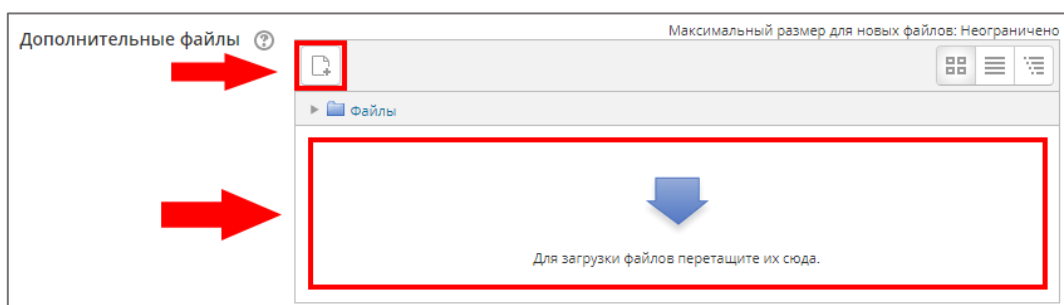 Дополнительные файлы
Максимальный размер для новых файлов: Неограничено
Файлы
Для загрузки файлов перетащите их сюда.